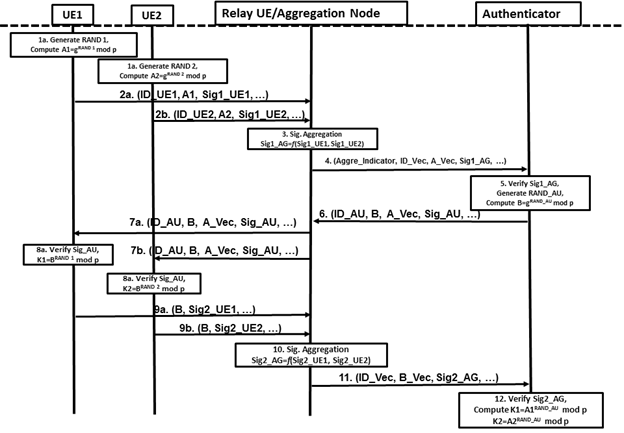 UE1 UE2 Relay UE/Aggregation Node Authenticator
1a. Generate RAND 1,
Compute A1=g^RAND 1 mod p
1a. Generate RAND 2,
Compute A2=g^RAND 2 mod p
2a. (ID_UE1, A1, Sig1_UE1, ...)
2b. (ID_UE2, A2, Sig1_UE2, ...)
3. Sig. Aggregation
Sig1_AG=f(Sig1_UE1, Sig1_UE2)
4. (Aggre_Indicator, ID_Vec, A_Vec, Sig1_AG, ...)
5. Verify Sig1_AG,
Generate RAND_AU,
Compute B=g^RAND_AU mod p
6. (ID_AU, B, A_Vec, Sig_AU, ...)
7a. (ID_AU, B, A_Vec, Sig_AU, ...)
8a. Verify Sig_AU,
K1=B^RAND 1 mod p
7b. (ID_AU, B, A_Vec, Sig_AU, ...)
8a. Verify Sig_AU,
K2=B^RAND 2 mod p
9a. (B, Sig2_UE1, ...)
9b. (B, Sig2_UE2, ...)
10. Sig. Aggregation
Sig2_AG=f(Sig2_UE1, Sig2_UE2)
11. (ID_Vec, B_Vec, Sig2_AG, ...)
12. Verify Sig2_AG,
Compute K1=A1^RAND_AU mod p
K2=A2^RAND_AU mod p